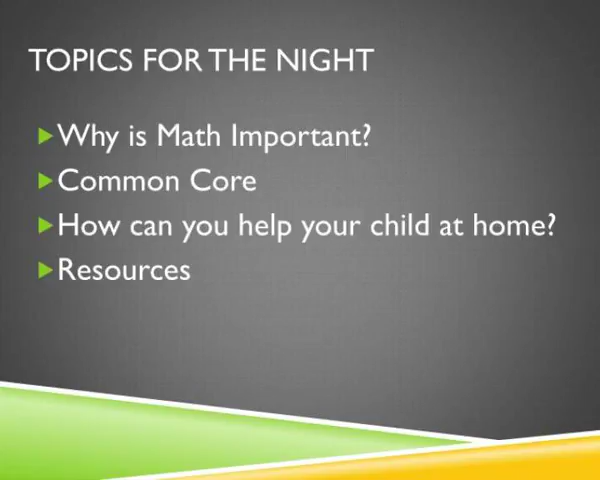 TOPICS FOR THE NIGHT
Why is Math Important?
Common Core
How can you help your child at home?
Resources